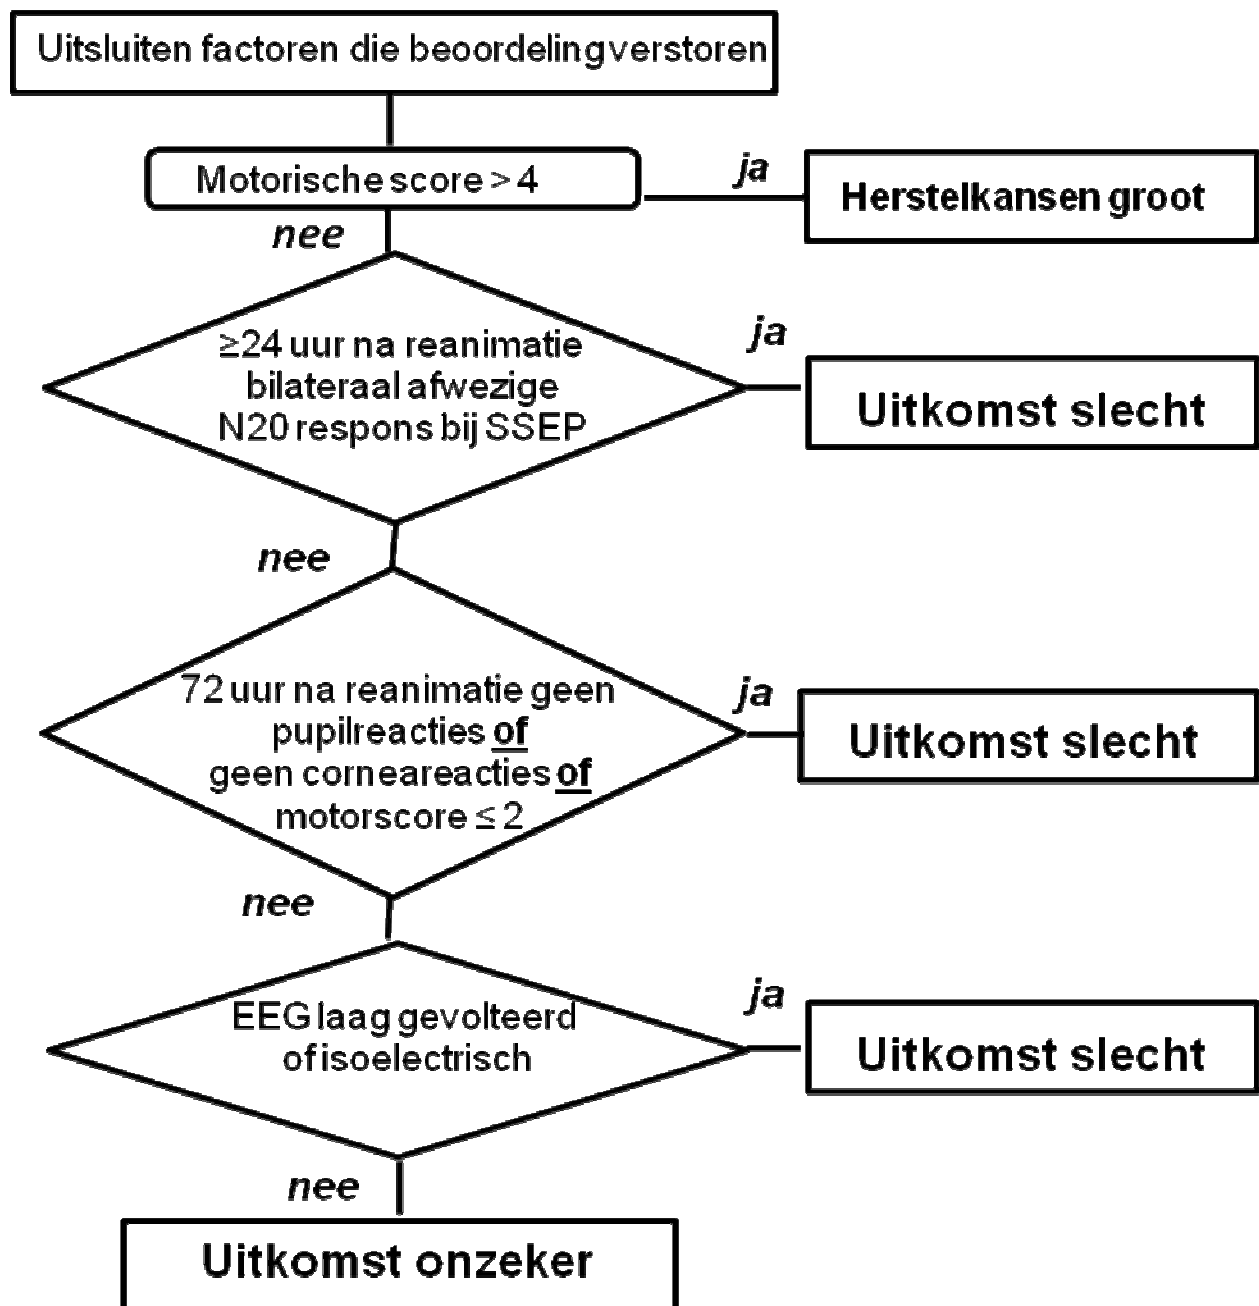 Uitsluiten factoren die beoordeling verstoren
Motorische score > 4
ja
Herstelkansen groot
nee
≥24 uur na reanimatie
bilateraal afwezige
N20 respons bij SSEP
ja
Uitkomst slecht
nee
72 uur na reanimatie geen
pupilreacties of
geen corneareacties of
motorscore ≤ 2
ja
Uitkomst slecht
nee
EEG laag gevolteerd
of isoelectrisch
ja
Uitkomst slecht
nee
Uitkomst onzeker